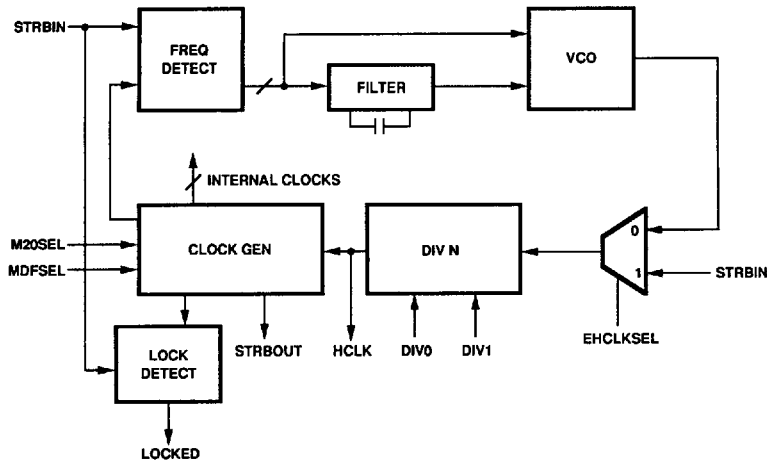 STRBIN
FREQ
DETECT
FILTER
VCO
INTERNAL CLOCKS
M20SEL
MDFSEL
CLOCK GEN
DIV N
0
1
STRBIN
EHCLKSEL
STRBOUT
HCLK
DIV0
DIV1
LOCK
DETECT
LOCKED